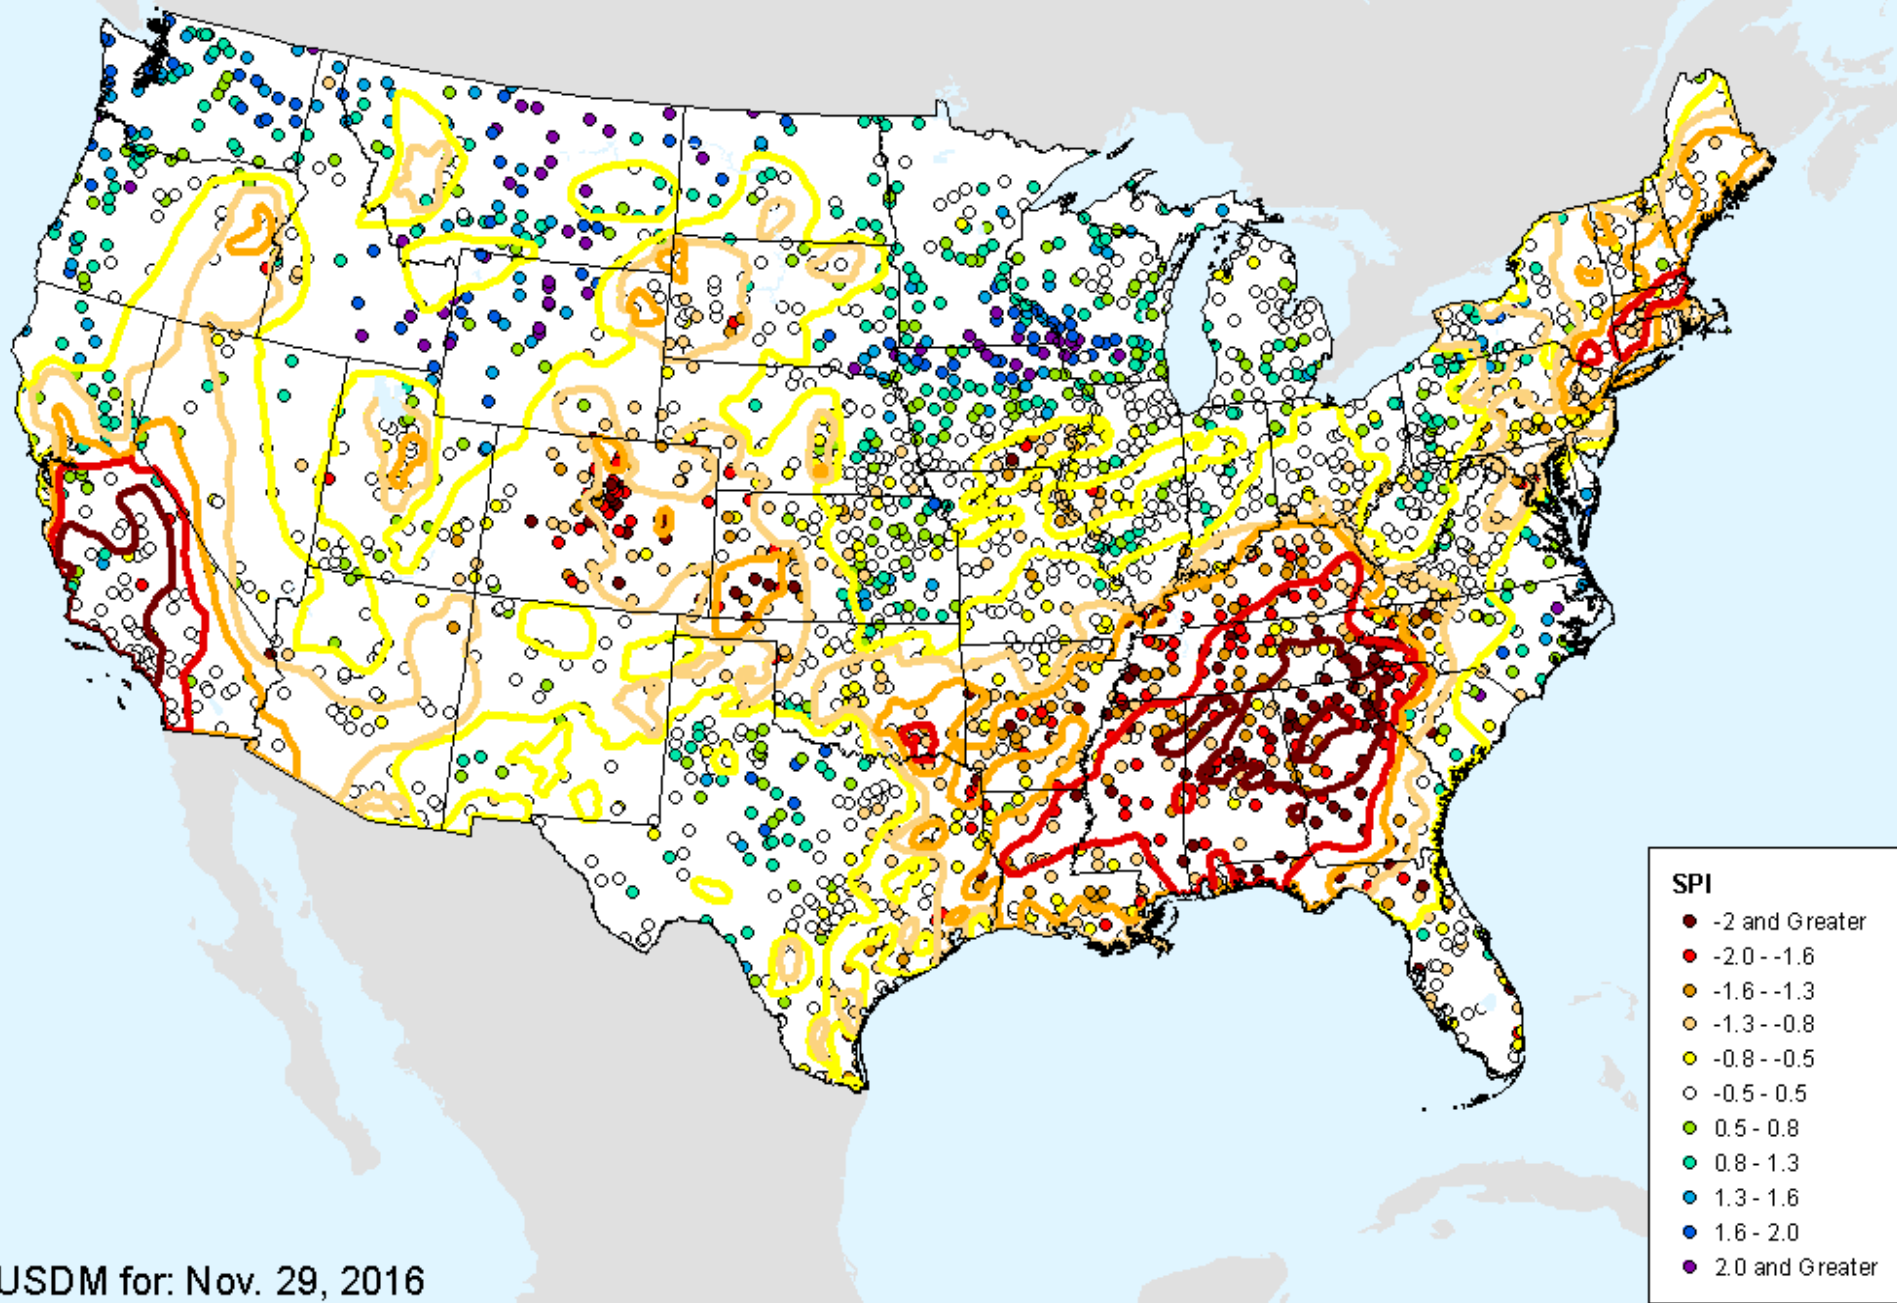 SPI
-2 and Greater
-2.0 - -1.6
-1.6 - -1.3
-1.3 - -0.8
-0.8 - -0.5
-0.5 - 0.5
0.5 - 0.8
0.8 - 1.3
1.3 - 1.6
1.6 - 2.0
2.0 and Greater
USDM for: Nov. 29, 2016